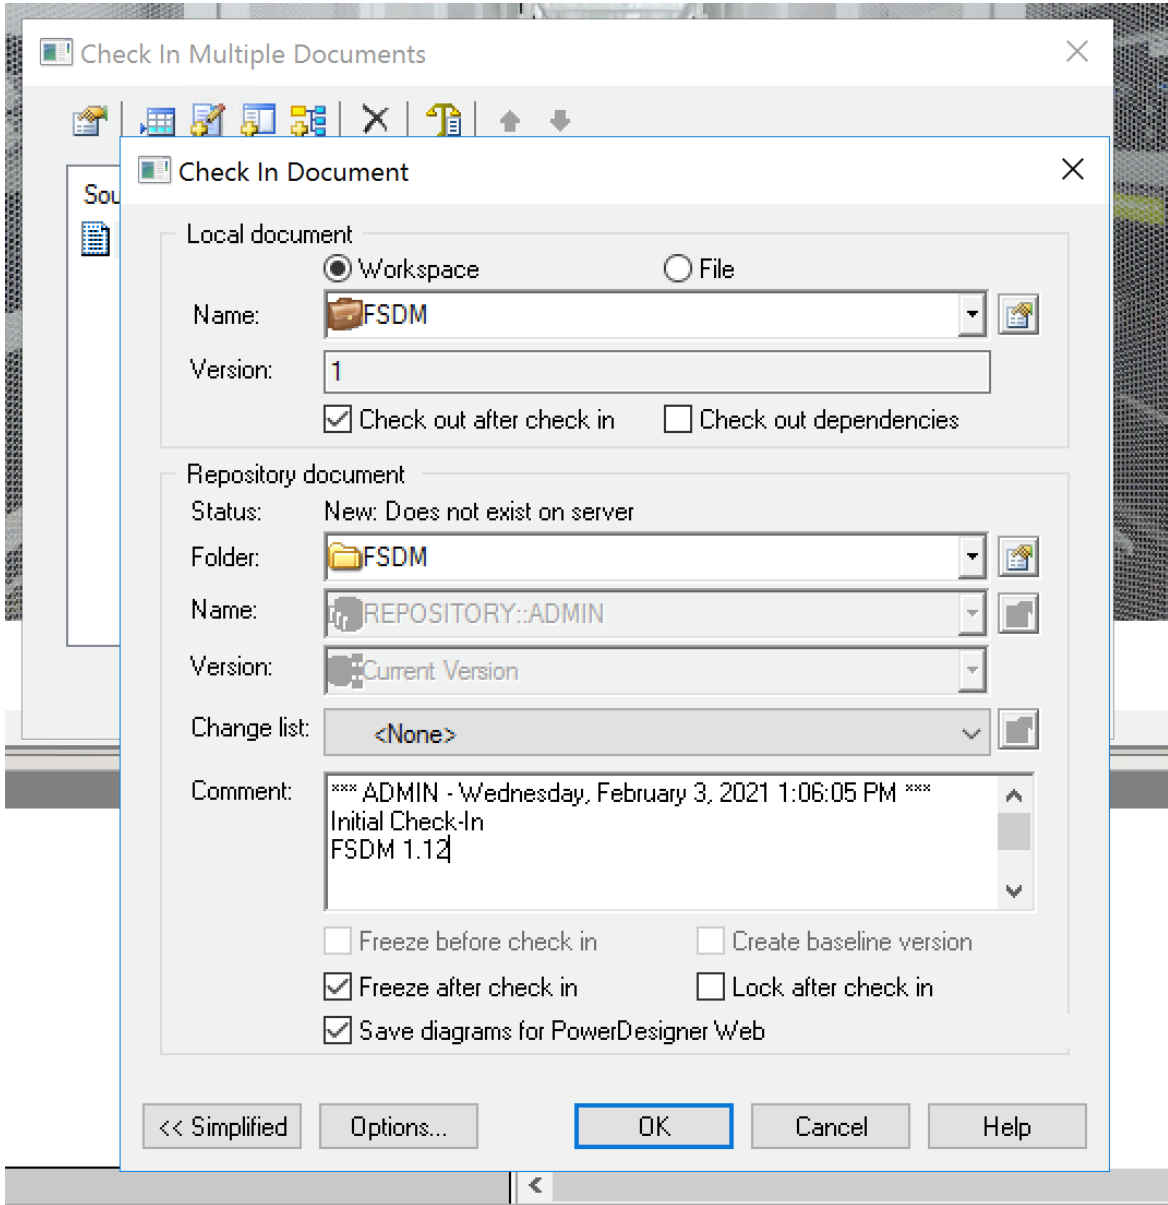 Check In Multiple Documents
Check In Document
Sou
Local document
Workspace File
Name: FSDM
Version: 1
Check out after check in Check out dependencies
Repository document
Status: New: Does not exist on server
Folder: FSDM
Name: REPOSITORY::ADMIN
Version: Current Version
Change list: <None>
Comment: *** ADMIN - Wednesday, February 3, 2021 1:06:05 PM ***
Initial Check-In
FSDM 1.12
Freeze before check in Create baseline version
Freeze after check in Lock after check in
Save diagrams for PowerDesigner Web
<< Simplified Options... OK Cancel Help